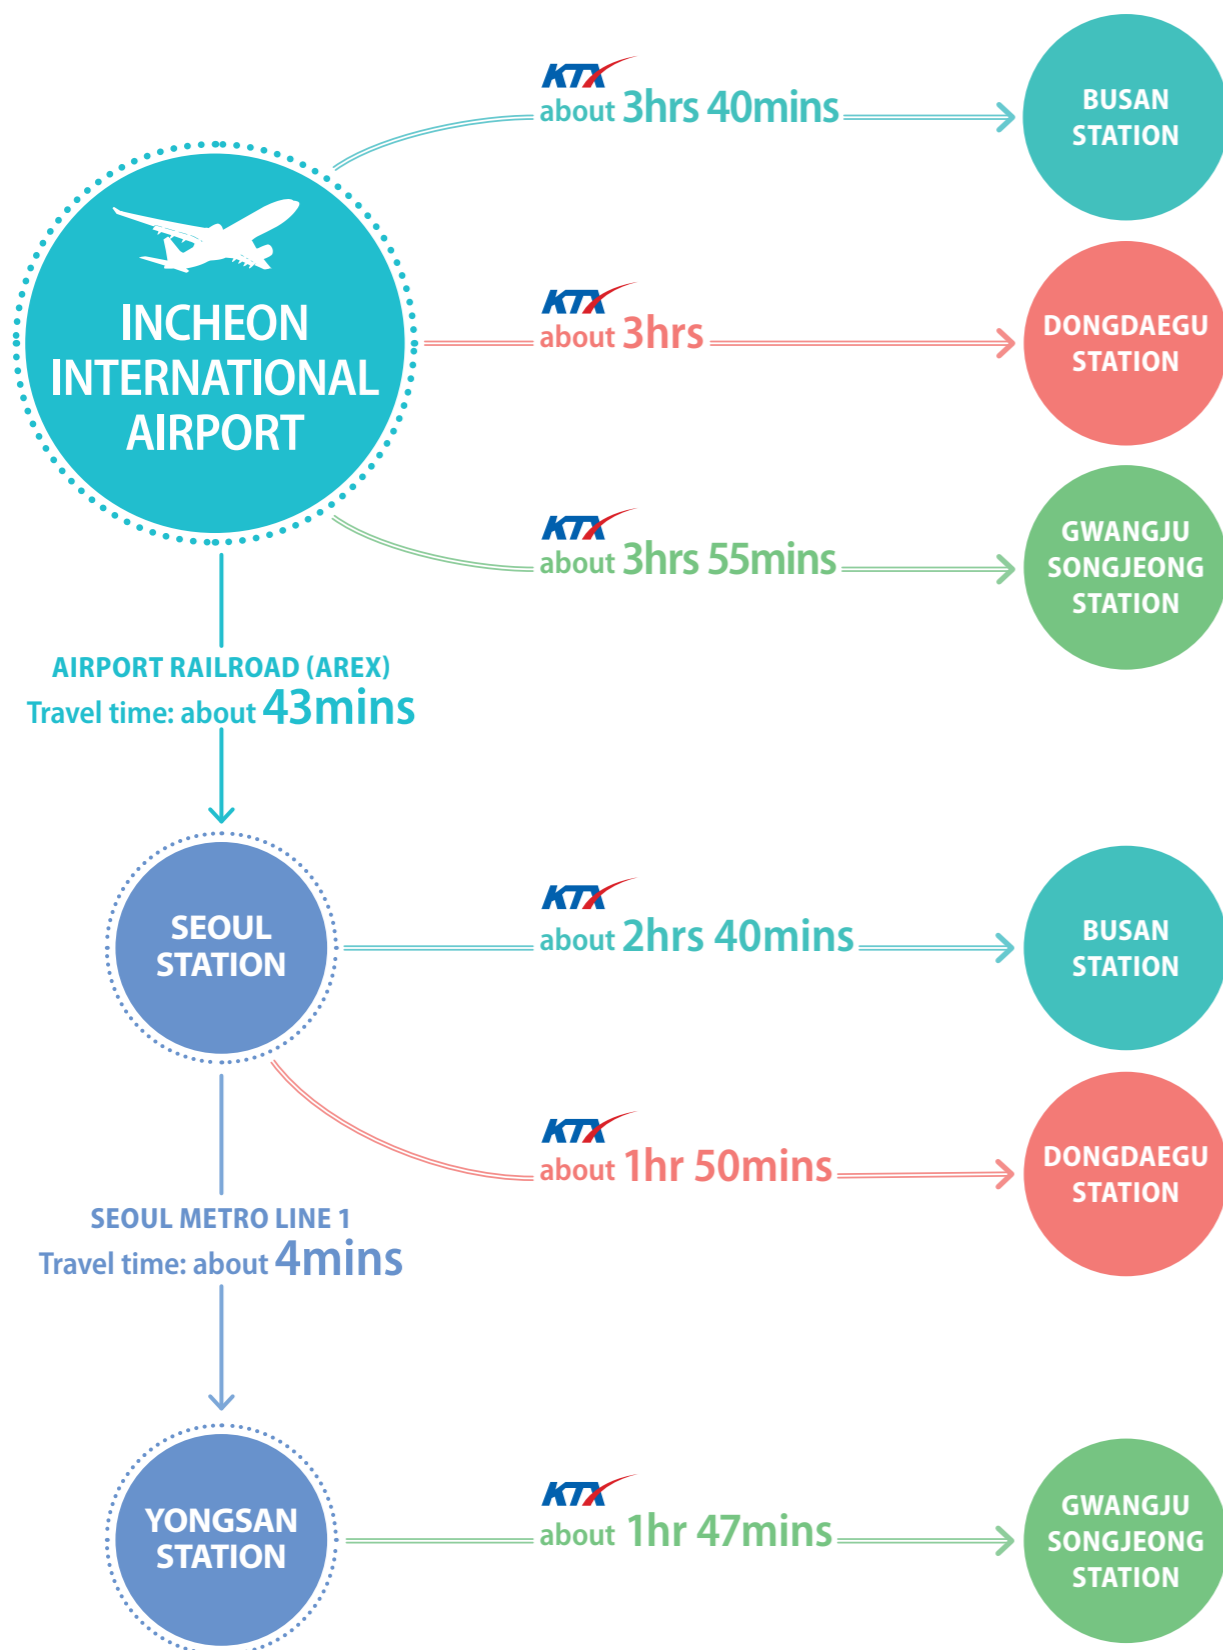 KTX
about 3hrs 40mins
BUSAN
STATION
INCHEON
INTERNATIONAL
AIRPORT
KTX
about 3hrs
DONGDAEGU
STATION
KTX
about 3hrs 55mins
GWANGJU
SONGJEONG
STATION
AIRPORT RAILROAD (AREX)
Travel time: about 43mins
SEOUL
STATION
KTX
about 2hrs 40mins
BUSAN
STATION
KTX
about 1hr 50mins
DONGDAEGU
STATION
SEOUL METRO LINE 1
Travel time: about 4mins
YONGSAN
STATION
KTX
about 1hr 47mins
GWANGJU
SONGJEONG
STATION